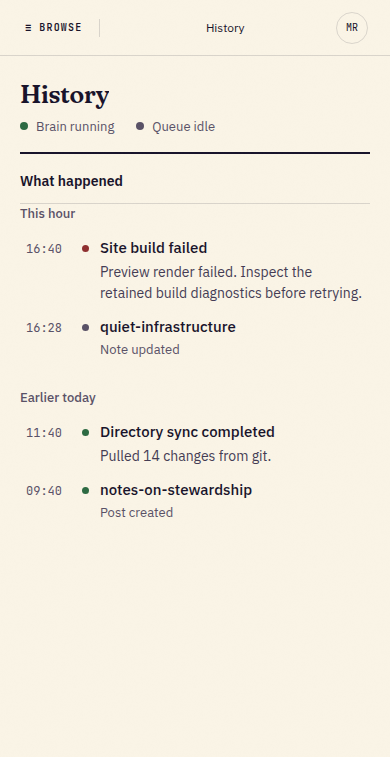 ≡ BROWSE
History
MR
History
Brain running
Queue idle
What happened
This hour
16:40
Site build failed
Preview render failed. Inspect the
retained build diagnostics before retrying.
16:28
quiet-infrastructure
Note updated
Earlier today
11:40
Directory sync completed
Pulled 14 changes from git.
09:40
notes-on-stewardship
Post created